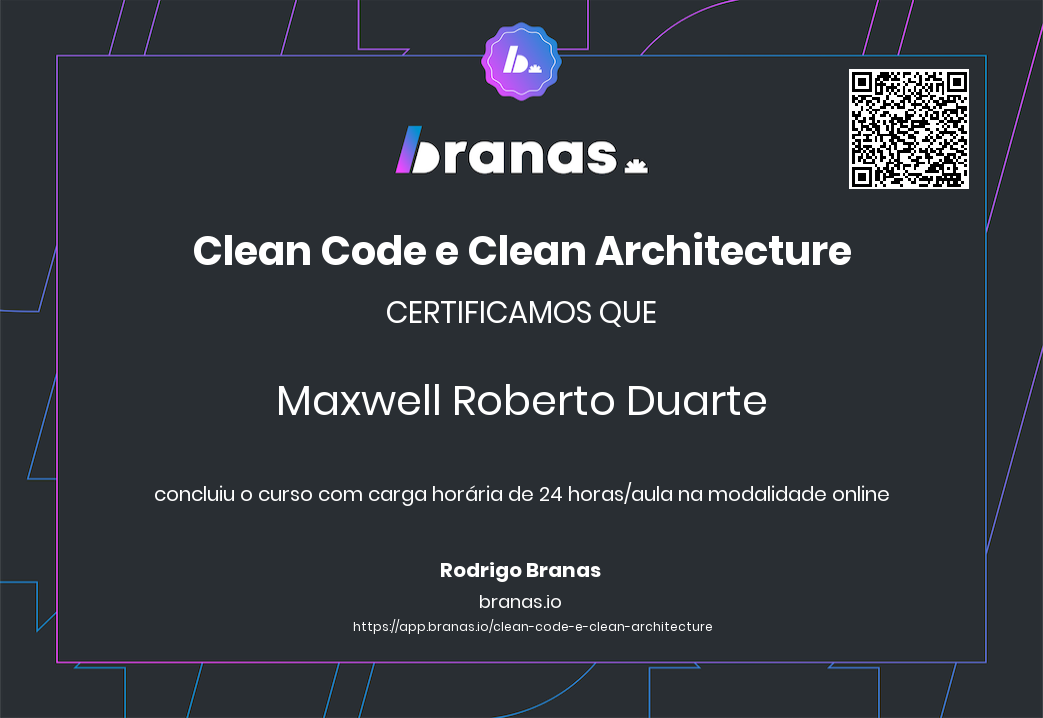 branas
Clean Code e Clean Architecture
CERTIFICAMOS QUE
Maxwell Roberto Duarte
concluiu o curso com carga horária de 24 horas/aula na modalidade online
Rodrigo Branas
branas.io
https://app.branas.io/clean-code-e-clean-architecture